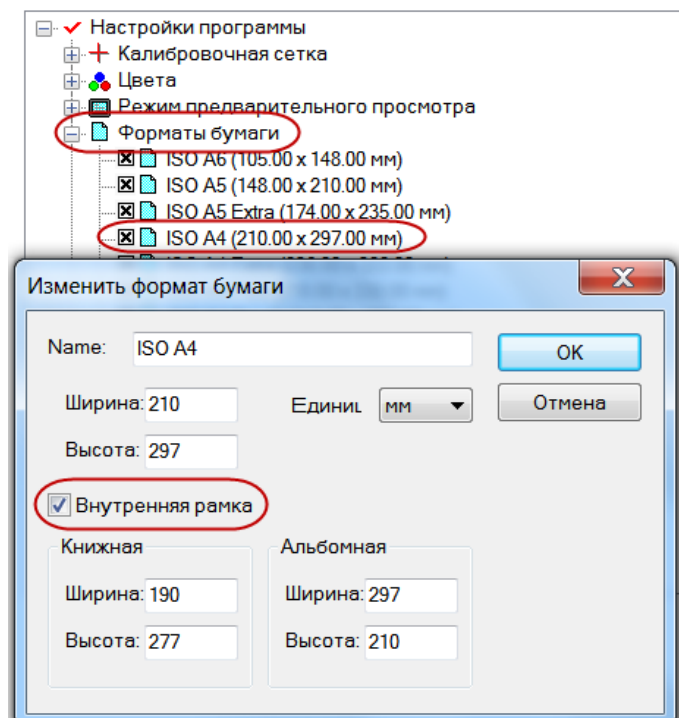 Настройки программы
Калибровочная сетка
Цвета
Режим предварительного просмотра
Форматы бумаги
ISO A6 (105.00 x 148.00 мм)
ISO A5 (148.00 x 210.00 мм)
ISO A5 Extra (174.00 x 235.00 мм)
ISO A4 (210.00 x 297.00 мм)
Изменить формат бумаги
Name: ISO A4 OK
Ширина: 210 Единиц мм Отмена
Высота: 297
Внутренняя рамка
Книжная Альбомная
Ширина: 190 Ширина: 297
Высота: 277 Высота: 210